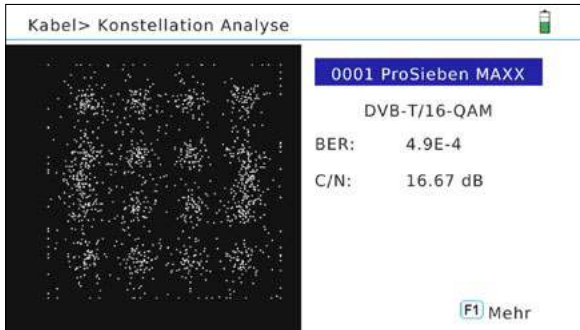 Kabel> Konstellation Analyse
0001 ProSieben MAXX
DVB-T/16-QAM
BER: 4.9E-4
C/N: 16.67 dB
F1 Mehr